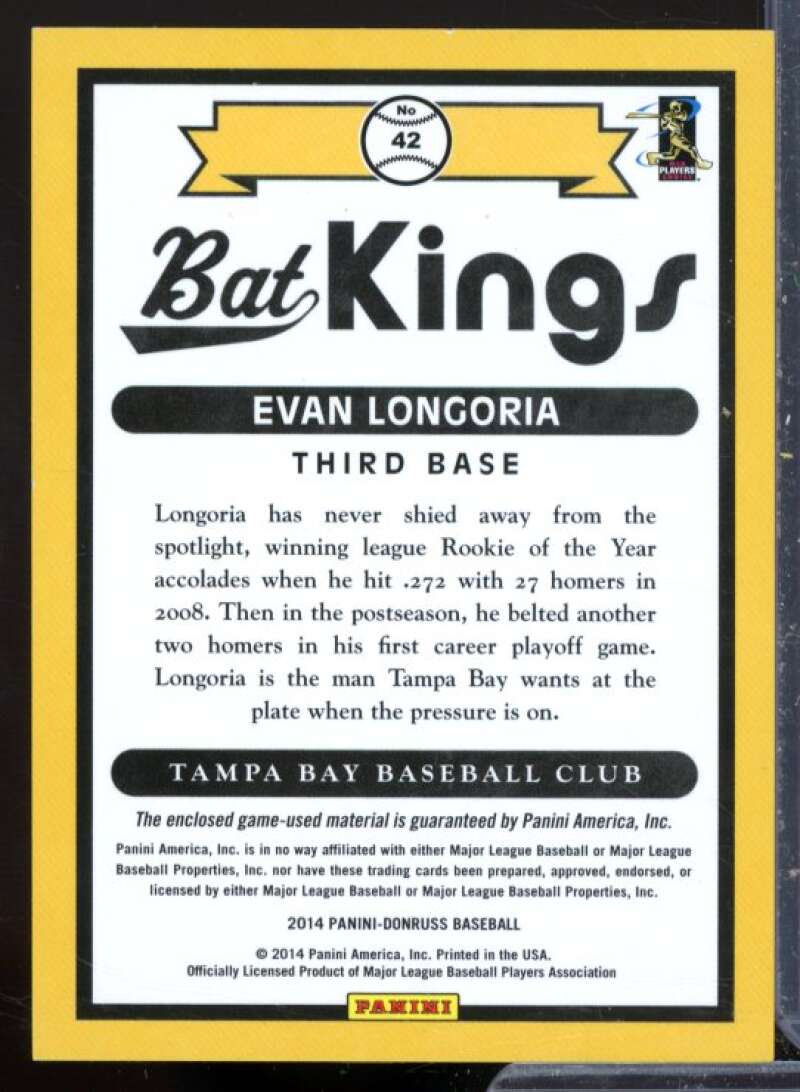 No
42
MLB
PLAYERS
CHOICE
Bat Kings
EVAN LONGORIA
THIRD BASE
Longoria has never shied away from the
spotlight, winning league Rookie of the Year
accolades when he hit .272 with 27 homers in
2008. Then in the postseason, he belted another
two homers in his first career playoff game.
Longoria is the man Tampa Bay wants at the
plate when the pressure is on.
TAMPA BAY BASEBALL CLUB
The enclosed game-used material is guaranteed by Panini America, Inc.
Panini America, Inc. is in no way affiliated with either Major League Baseball or Major League
Baseball Properties, Inc. nor have these trading cards been prepared, approved, endorsed, or
licensed by either Major League Baseball or Major League Baseball Properties, Inc.
2014 PANINI-DONRUSS BASEBALL
© 2014 Panini America, Inc. Printed in the USA.
Officially Licensed Product of Major League Baseball Players Association
PANINI